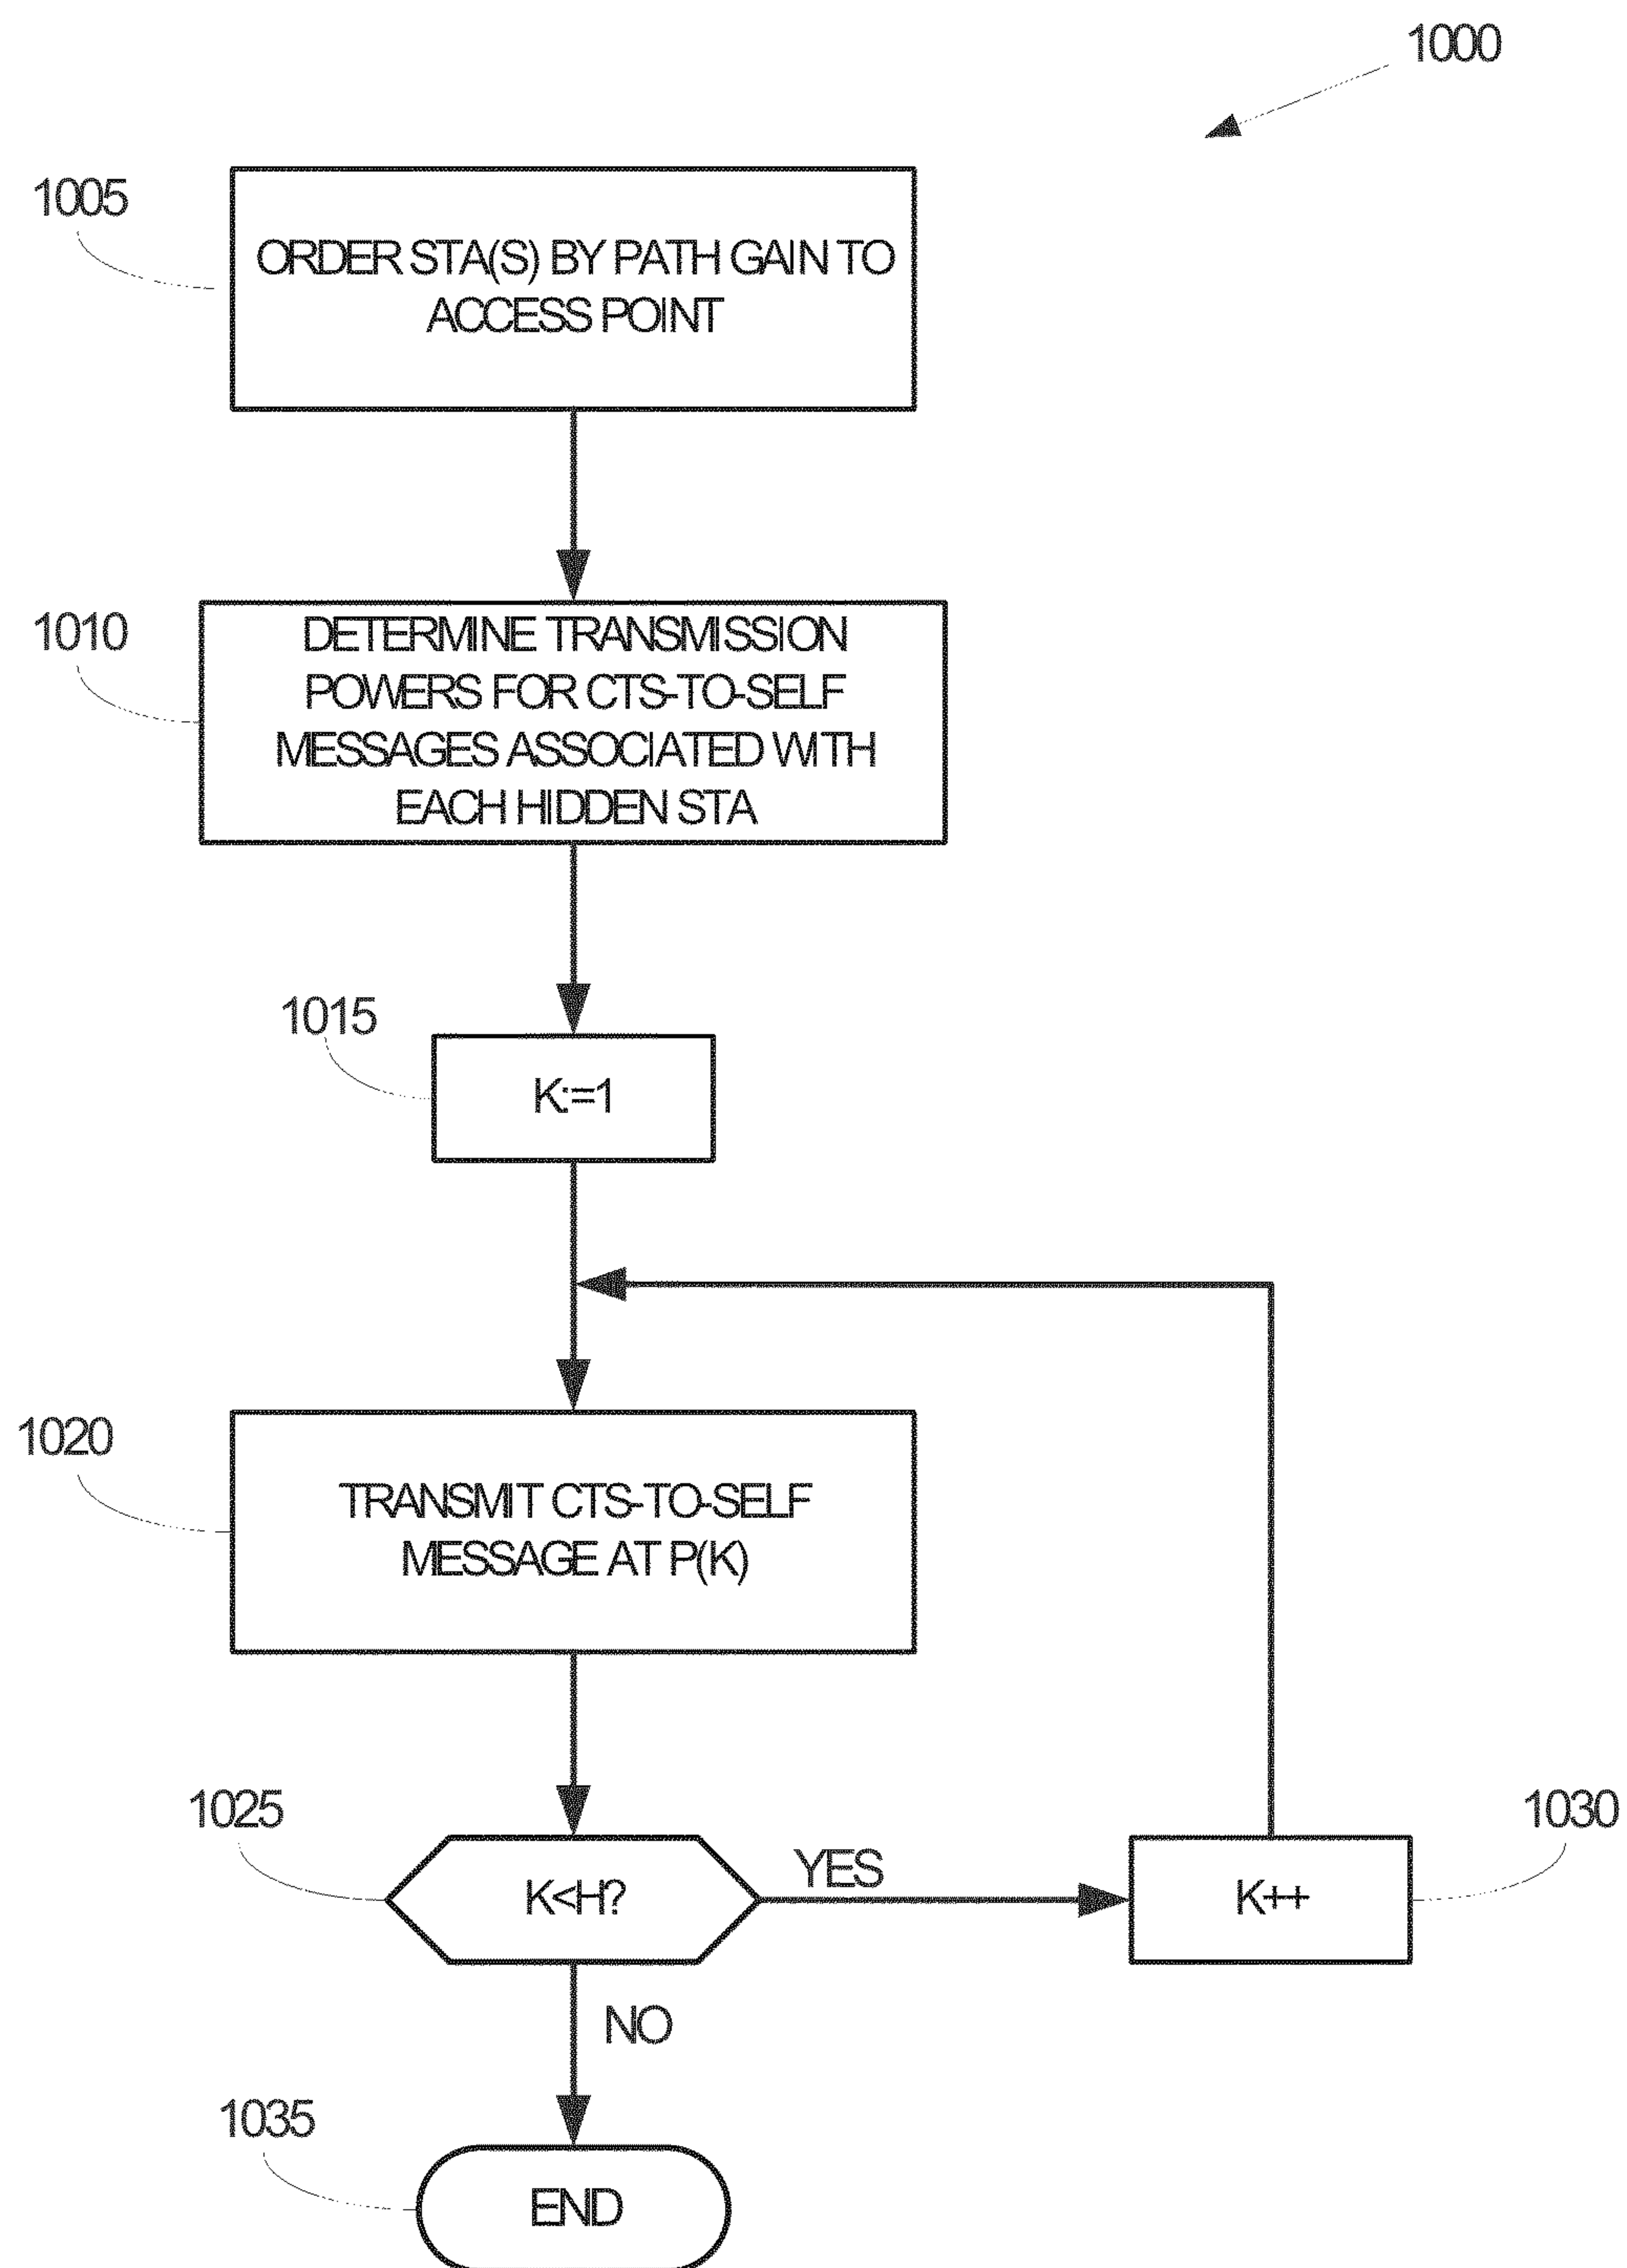 1000
1005
ORDER STA(S) BY PATH GAIN TO
ACCESS POINT
1010
DETERMINE TRANSMISSION
POWERS FOR CTS-TO-SELF
MESSAGES ASSOCIATED WITH
EACH HIDDEN STA
1015
K:=1
1020
TRANSMIT CTS-TO-SELF
MESSAGE AT P(K)
1025
K<H?
YES
1030
K++
NO
1035
END